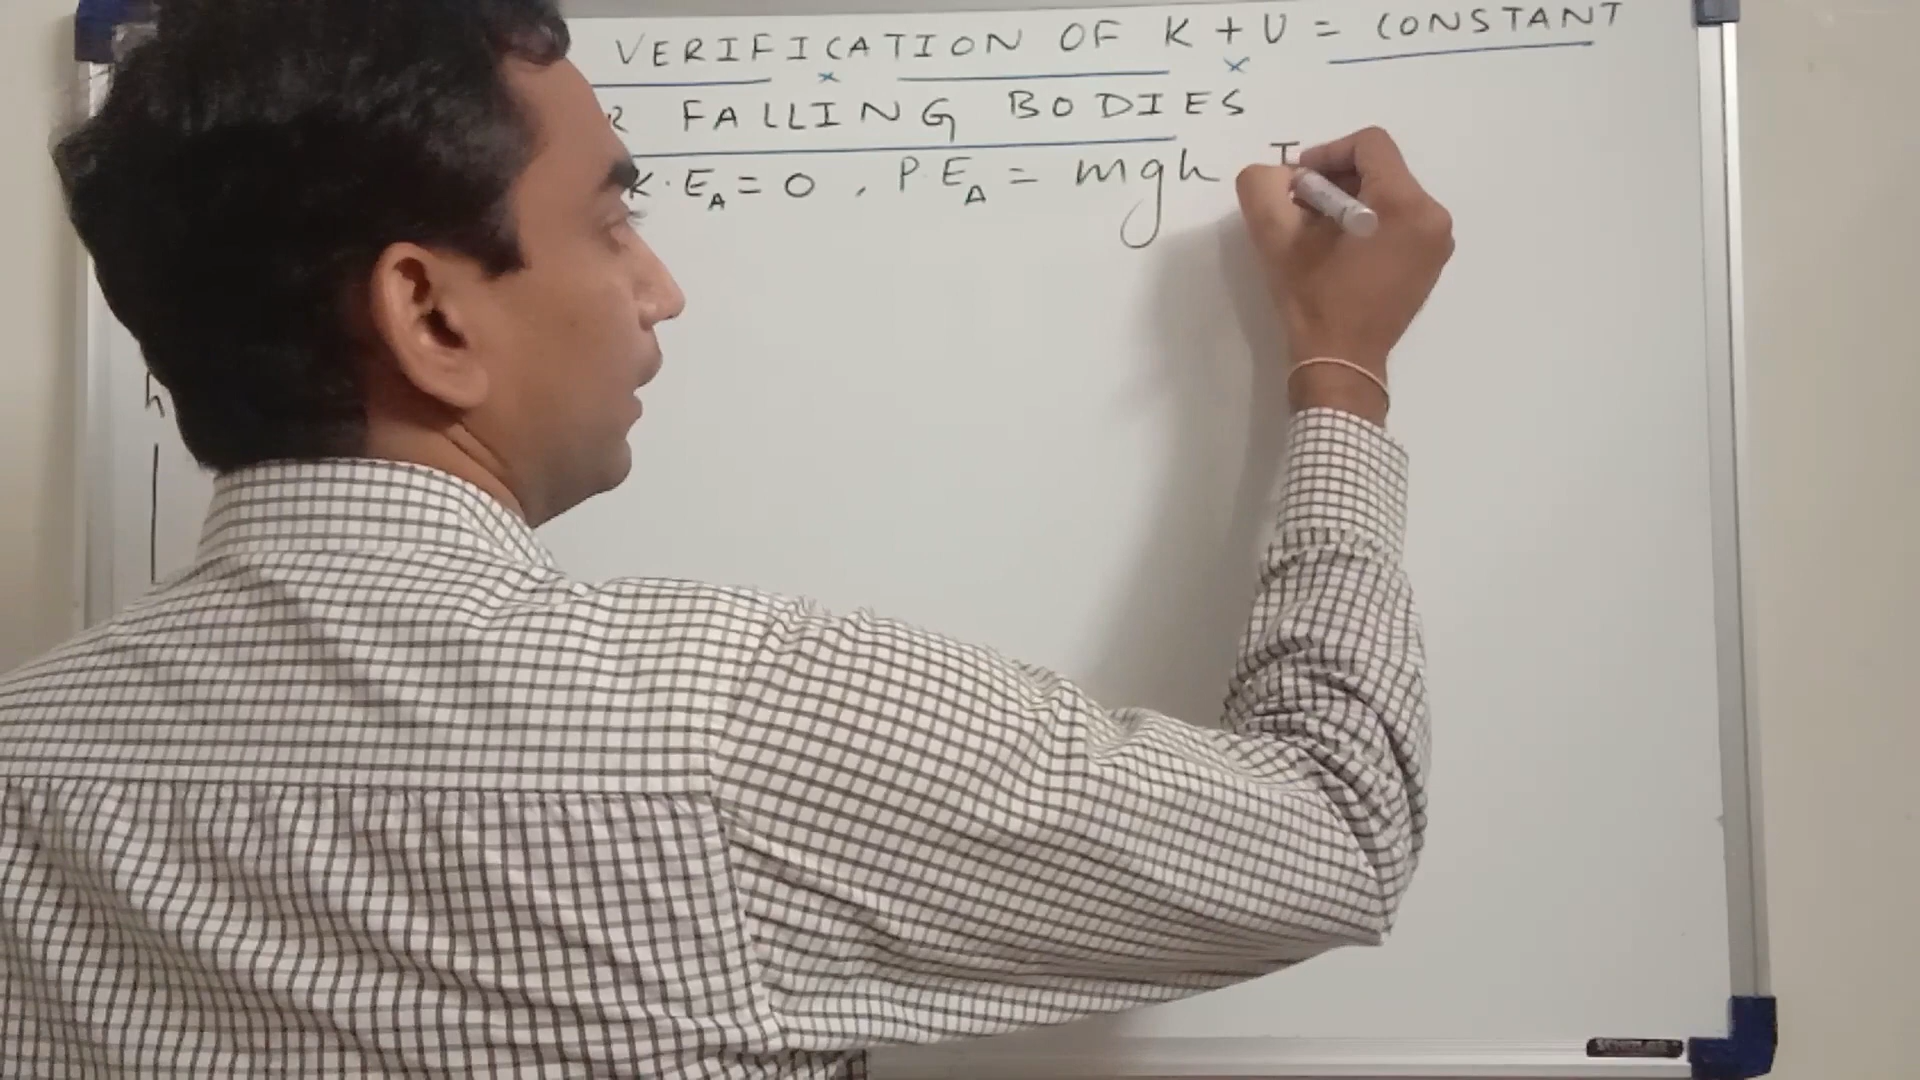 VERIFICATION OF K + U = CONSTANT
R FALLING BODIES
K.E_A = 0 , P.E_A = mgh T
h